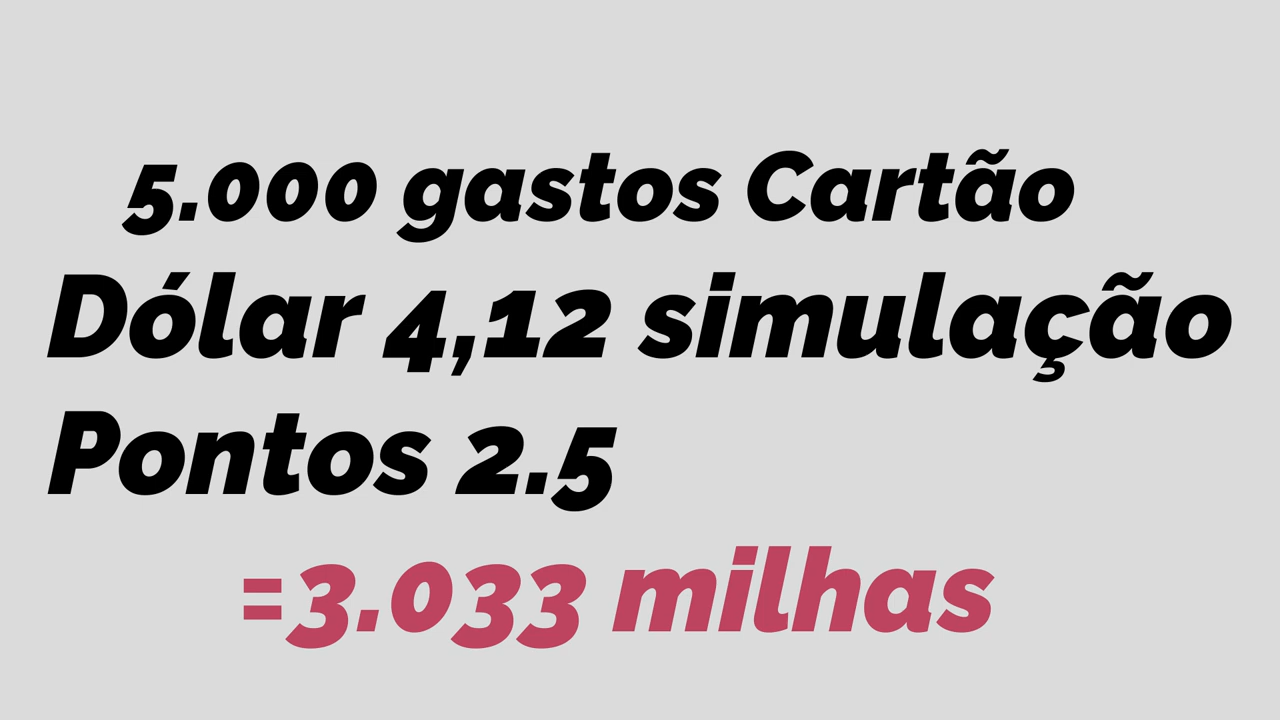 5.000 gastos Cartão
Dólar 4,12 simulação
Pontos 2.5
=3.033 milhas